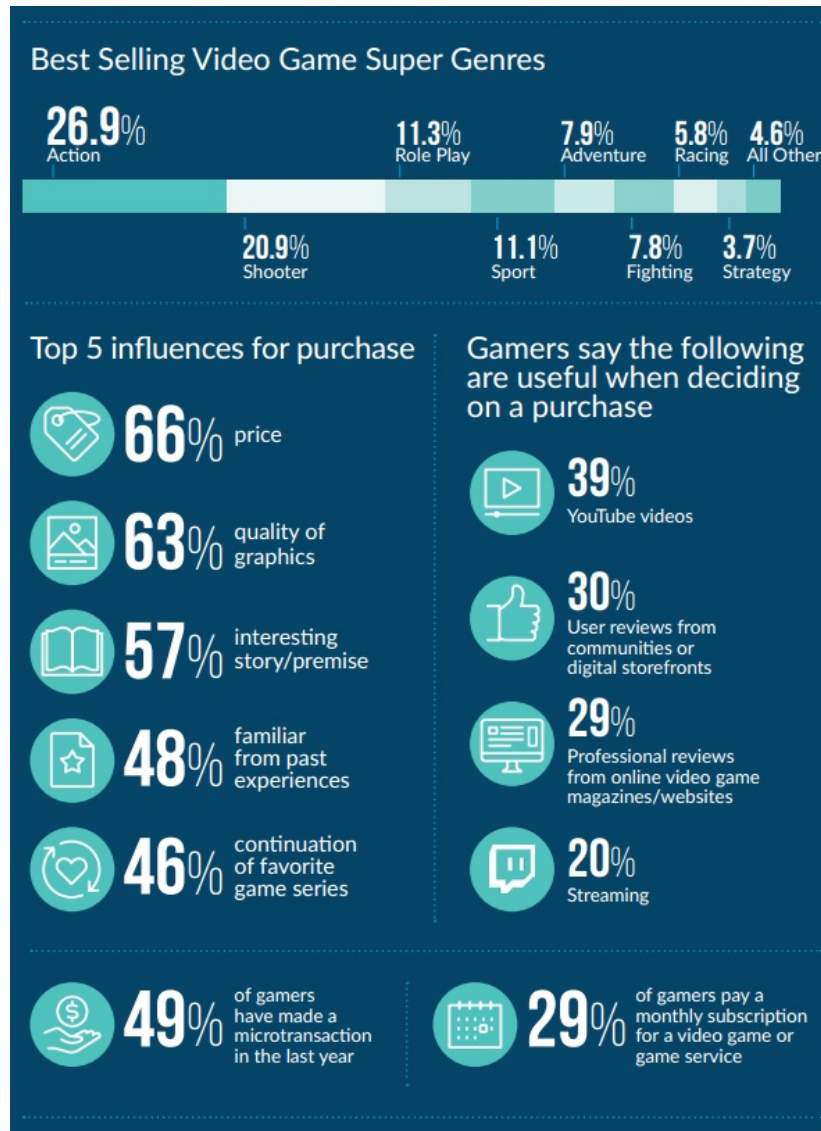 Best Selling Video Game Super Genres
26.9%
Action
11.3%
Role Play
7.9%
Adventure
5.8%
Racing
4.6%
All Other
20.9%
Shooter
11.1%
Sport
7.8%
Fighting
3.7%
Strategy
Top 5 influences for purchase
66% price
63% quality of
graphics
57% interesting
story/premise
48% familiar
from past
experiences
46% continuation
of favorite
game series
Gamers say the following
are useful when deciding
on a purchase
39%
YouTube videos
30%
User reviews from
communities or
digital storefronts
29%
Professional reviews
from online video game
magazines/websites
20%
Streaming
49% of gamers
have made a
microtransaction
in the last year
29% of gamers pay a
monthly subscription
for a video game or
game service